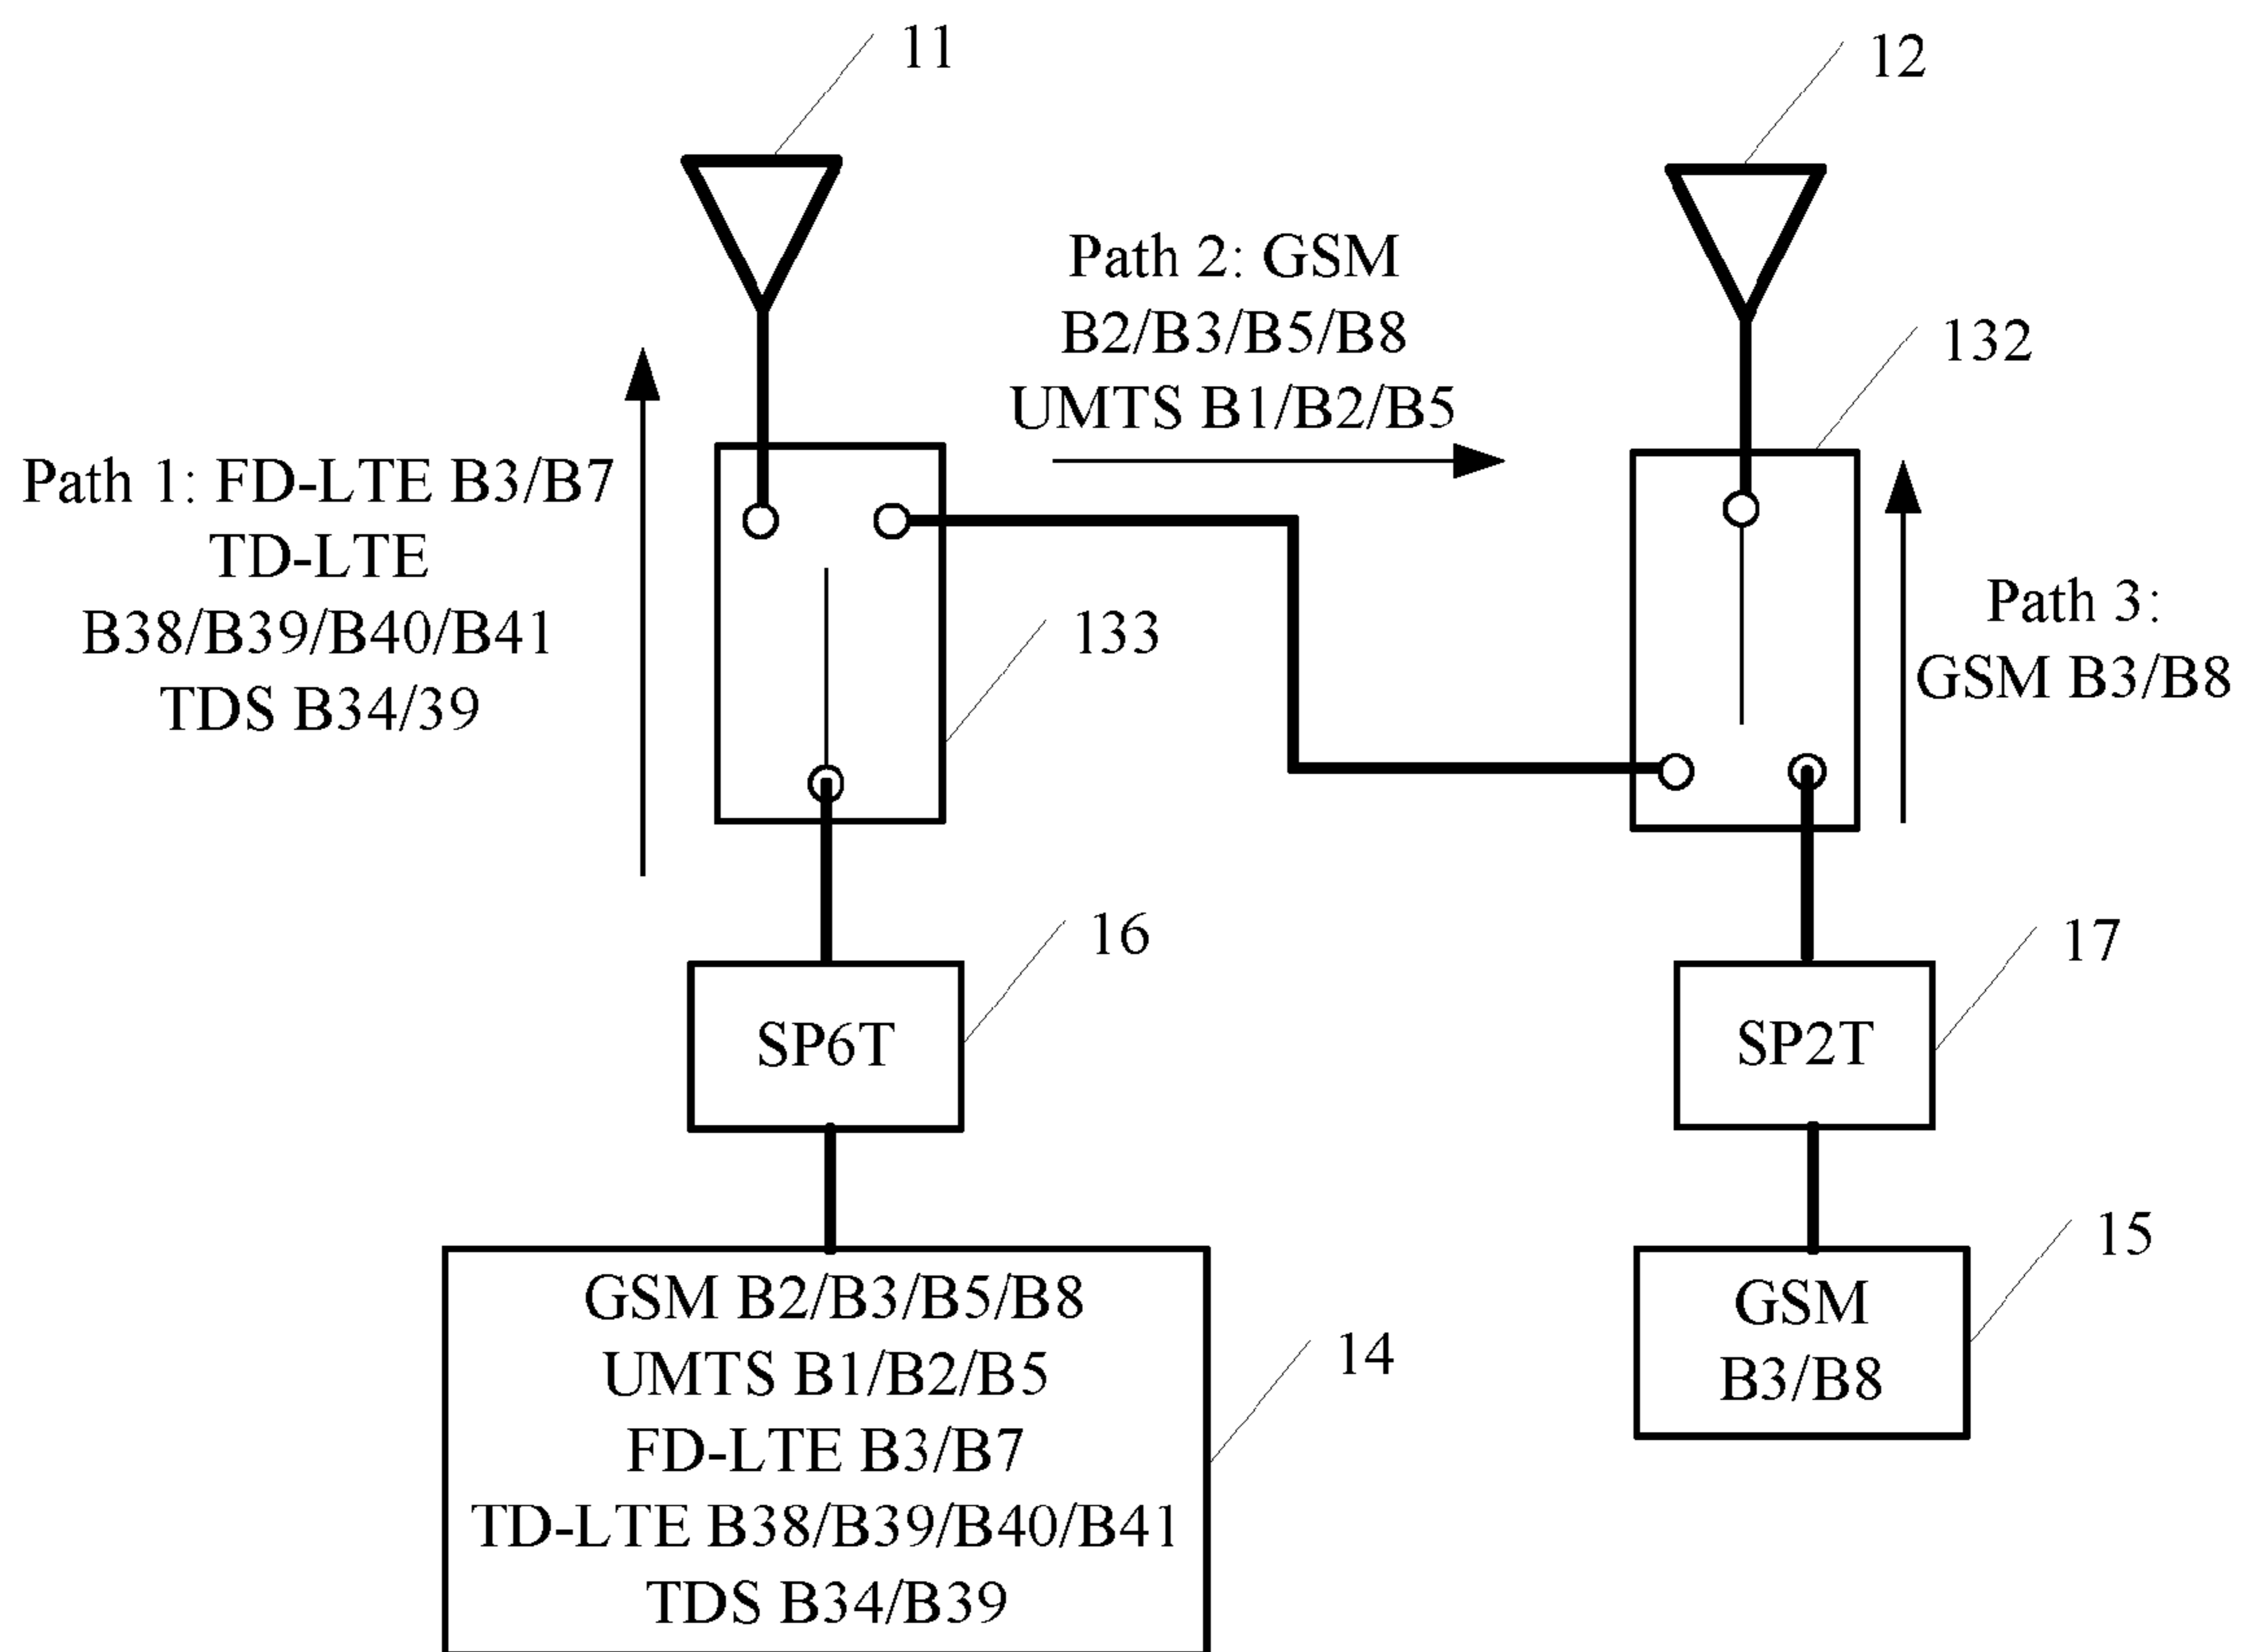 11
12
Path 2: GSM
B2/B3/B5/B8
UMTS B1/B2/B5
132
Path 1: FD-LTE B3/B7
TD-LTE
B38/B39/B40/B41
TDS B34/39
133
Path 3:
GSM B3/B8
16
17
SP6T
SP2T
15
GSM B2/B3/B5/B8
UMTS B1/B2/B5
FD-LTE B3/B7
TD-LTE B38/B39/B40/B41
TDS B34/B39
14
GSM
B3/B8